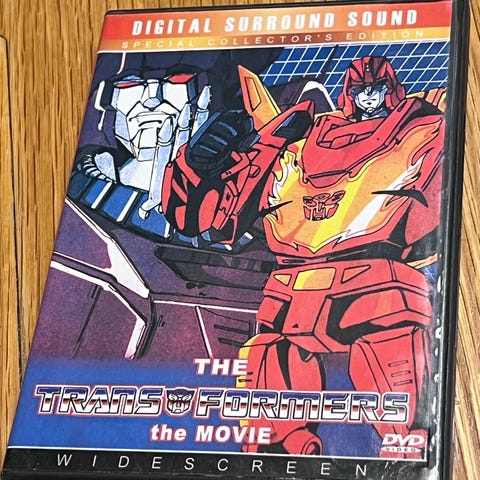 DIGITAL SURROUND SOUND
SPECIAL COLLECTOR'S EDITION
THE
TRANSFORMERS
the MOVIE
DVD
VIDEO
WIDESCREEN